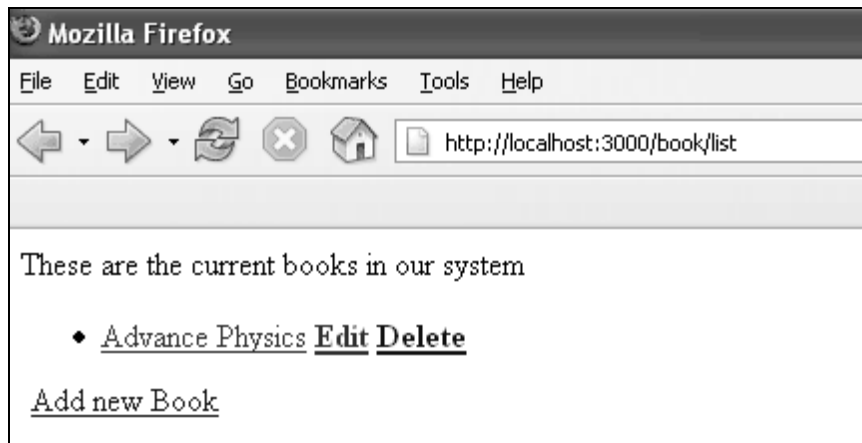 Mozilla Firefox
File Edit View Go Bookmarks Tools Help
http://localhost:3000/book/list
These are the current books in our system
Advance Physics Edit Delete
Add new Book